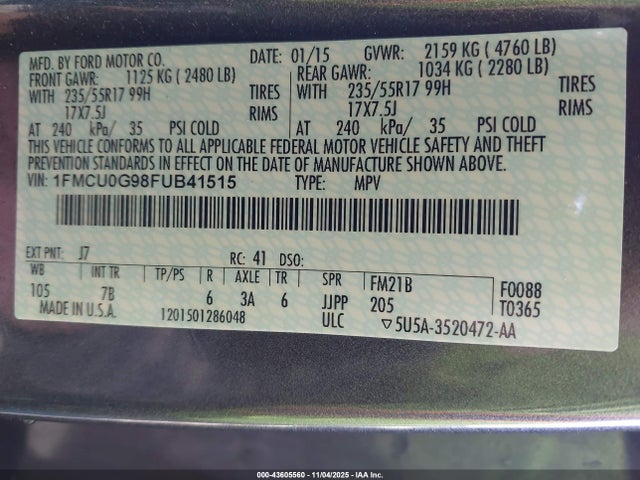 MFD. BY FORD MOTOR CO. DATE: 01/15 GVWR: 2159 KG ( 4760 LB)
FRONT GAWR: 1125 KG ( 2480 LB) REAR GAWR: 1034 KG ( 2280 LB)
WITH 235/55R17 99H TIRES WITH 235/55R17 99H TIRES
17X7.5J RIMS 17X7.5J RIMS
AT 240 kPa/ 35 PSI COLD AT 240 kPa/ 35 PSI COLD
THIS VEHICLE CONFORMS TO ALL APPLICABLE FEDERAL MOTOR VEHICLE SAFETY AND THEFT
PREVENTION STANDARDS IN EFFECT ON THE DATE OF MANUFACTURE SHOWN ABOVE.
VIN: 1FMCU0G98FUB41515 TYPE: MPV
EXT PNT: J7 RC: 41 DSO:
WB INT TR TP/PS R AXLE TR SPR FM21B F0088
105 7B 6 3A 6 JJPP 205 T0365
MADE IN U.S.A. 1201501286048 ULC ▽5U5A-3520472-AA
000-43605560 - 11/04/2025 - IAA Inc.